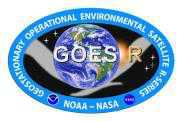 GEOSTATIONARY OPERATIONAL ENVIRONMENTAL SATELLITE R-SERIES
GOES R
NOAA – NASA